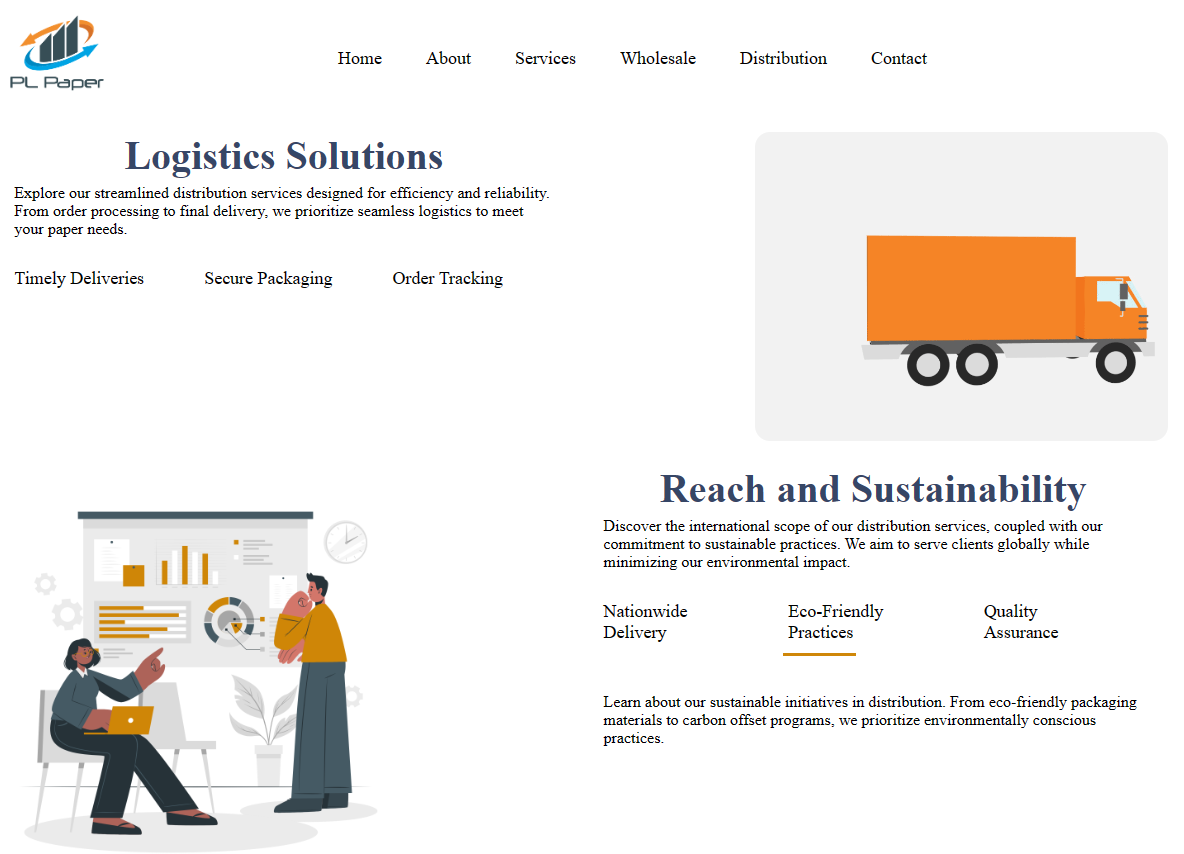 PL Paper
Home About Services Wholesale Distribution Contact
Logistics Solutions
Explore our streamlined distribution services designed for efficiency and reliability.
From order processing to final delivery, we prioritize seamless logistics to meet
your paper needs.
Timely Deliveries Secure Packaging Order Tracking
Reach and Sustainability
Discover the international scope of our distribution services, coupled with our
commitment to sustainable practices. We aim to serve clients globally while
minimizing our environmental impact.
Nationwide Eco-Friendly Quality
Delivery Practices Assurance
Learn about our sustainable initiatives in distribution. From eco-friendly packaging
materials to carbon offset programs, we prioritize environmentally conscious
practices.